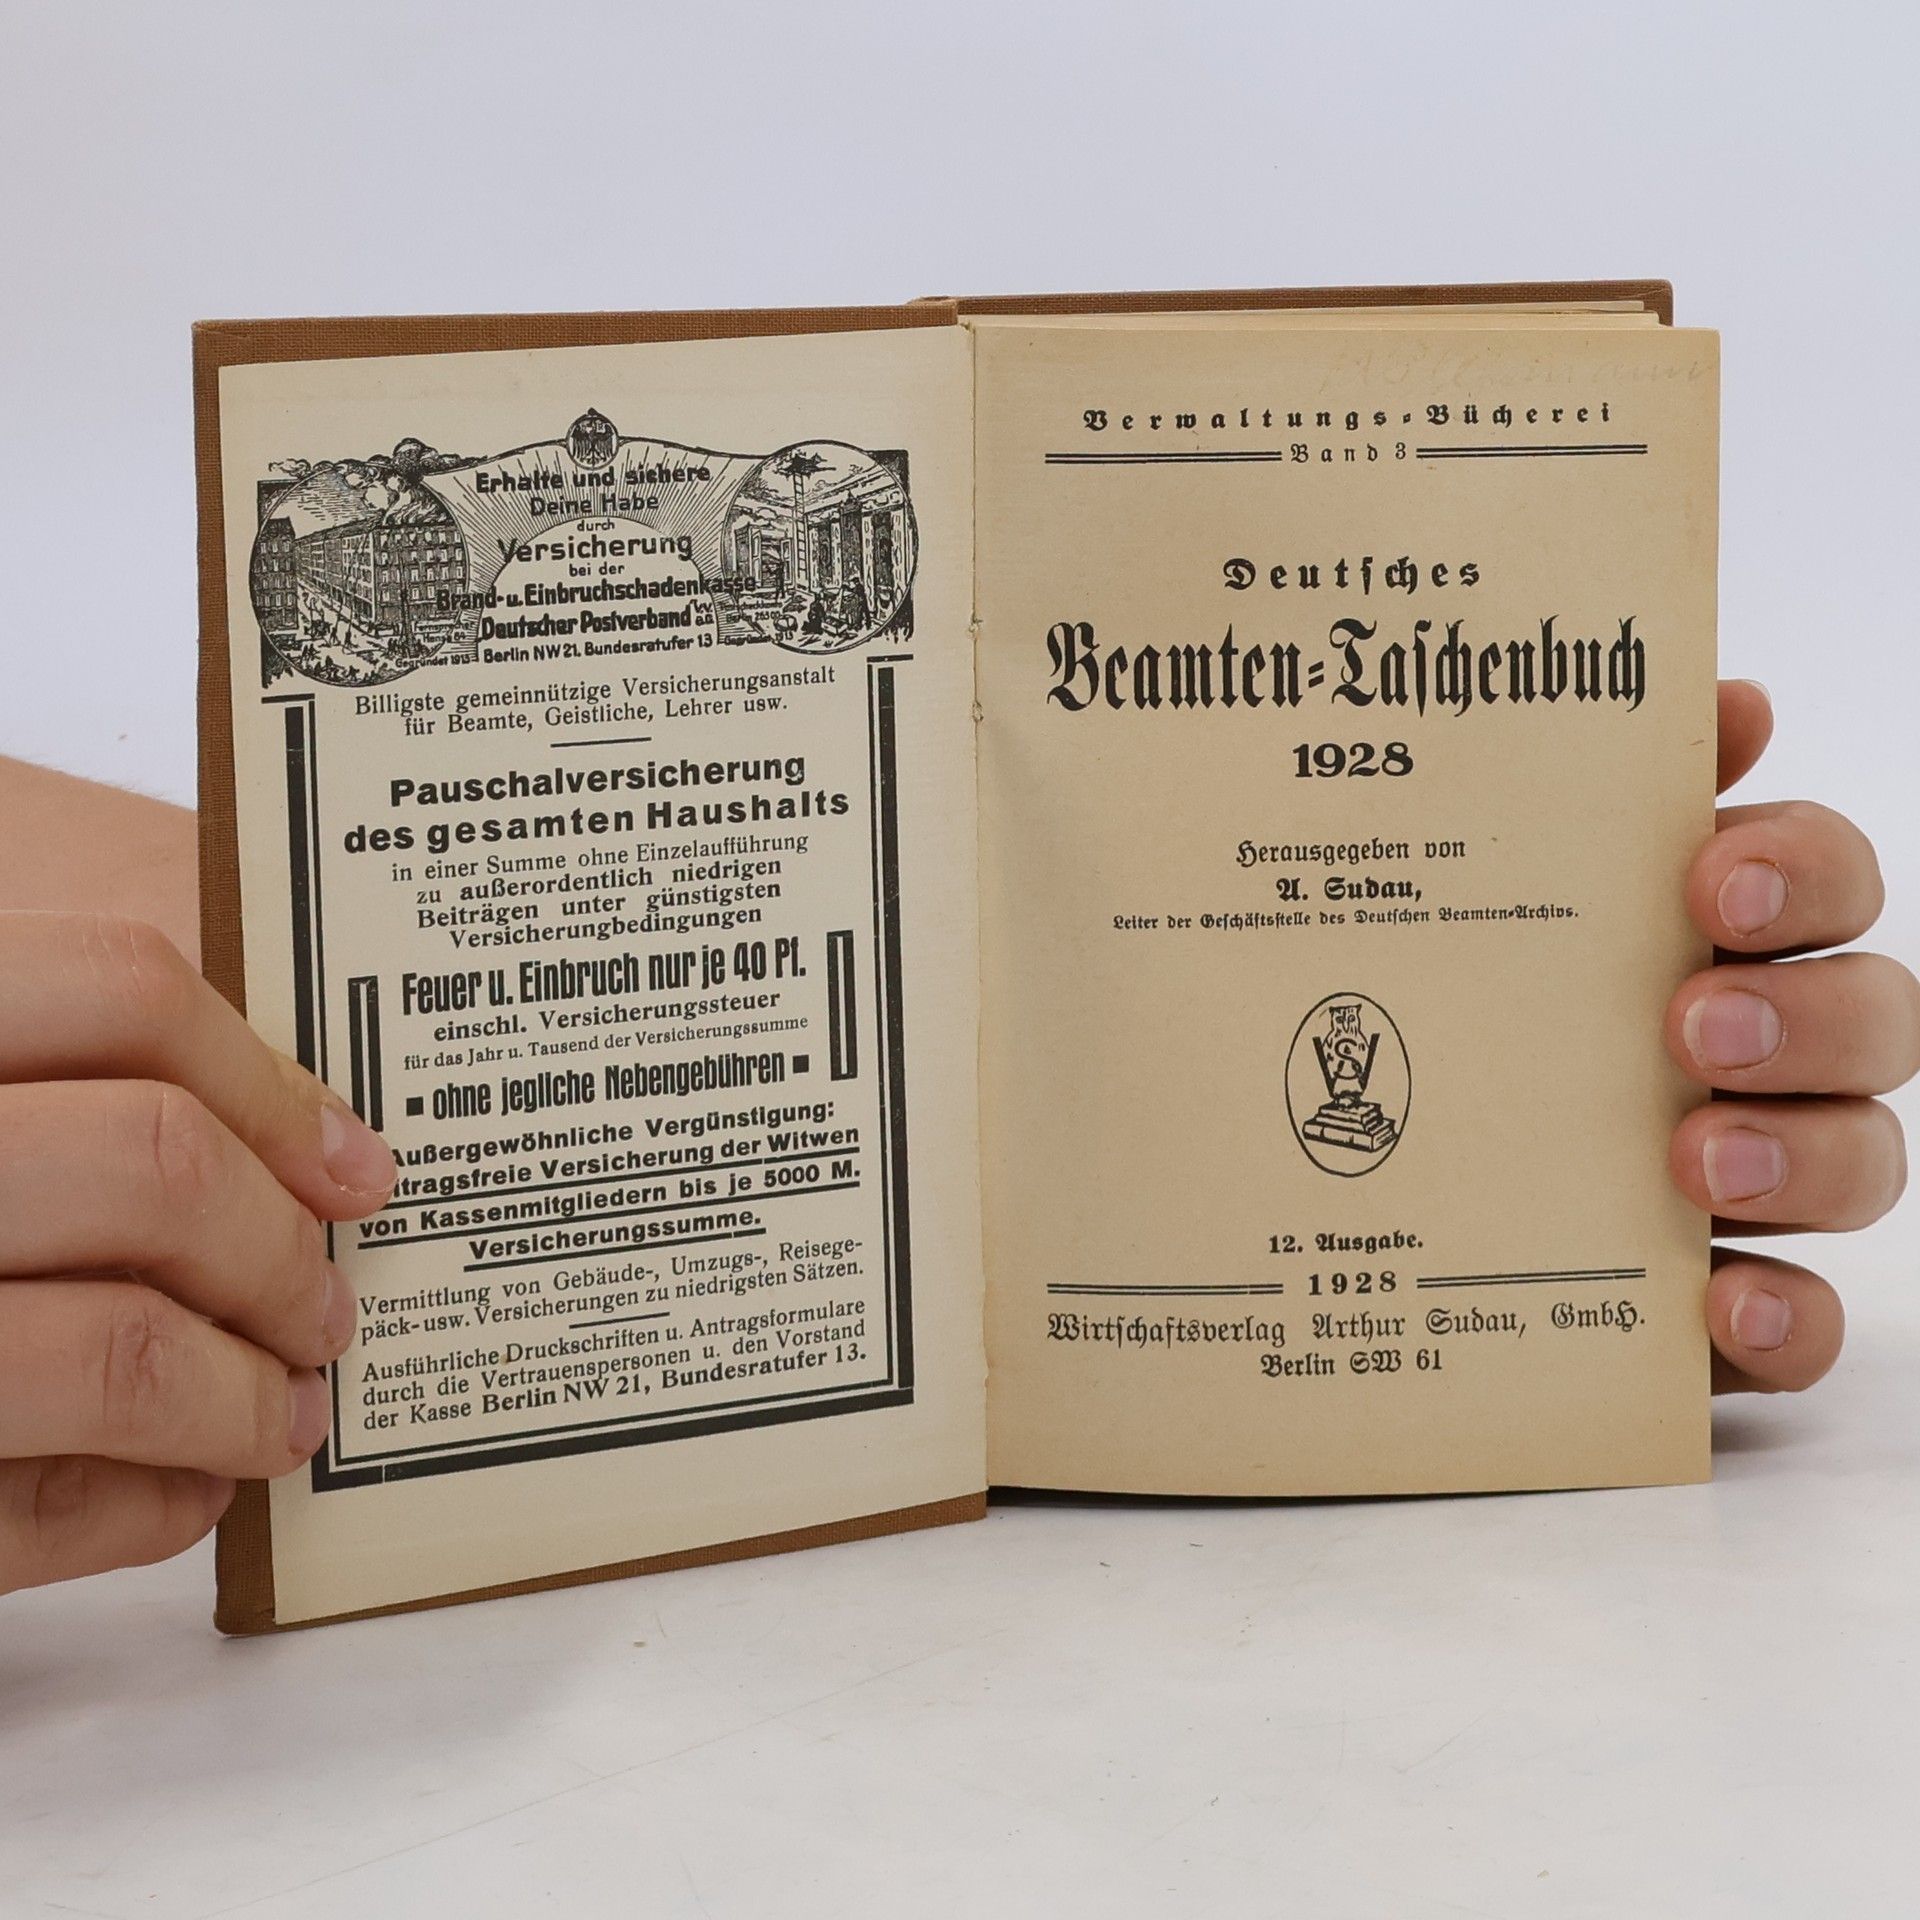 Erhalte und sichere
Deine Habe
durch
Versicherung
bei der
Brand- u. Einbruchschadenkasse
Deutscher Postverband V.V. a.G.
Gegründet 1913 Berlin NW 21. Bundesratufer 13 Gegründet 1913
Billigste gemeinnützige Versicherungsanstalt
für Beamte, Geistliche, Lehrer usw.
Pauschalversicherung
des gesamten Haushalts
in einer Summe ohne Einzelaufführung
zu außerordentlich niedrigen
Beiträgen unter günstigsten
Versicherungbedingungen
Feuer u. Einbruch nur je 40 Pf.
einschl. Versicherungssteuer
für das Jahr u. Tausend der Versicherungssumme
ohne jegliche Nebengebühren
Außergewöhnliche Vergünstigung:
itragsfreie Versicherung der Witwen
von Kassenmitgliedern bis je 5000 M.
Versicherungssumme.
Vermittlung von Gebäude-, Umzugs-, Reisege-
päck- usw. Versicherungen zu niedrigsten Sätzen.
Ausführliche Druckschriften u. Antragsformulare
durch die Vertrauenspersonen u. den Vorstand
der Kasse Berlin NW 21, Bundesratufer 13.
Verwaltungs-Bücherei
Band 3
Deutsches
Beamten-Taschenbuch
1928
Herausgegeben von
A. Sudau,
Leiter der Geschäftsstelle des Deutschen Beamten-Archivs.
WAS
12. Ausgabe.
1928
Wirtschaftsverlag Arthur Sudau, GmbH.
Berlin SW 61